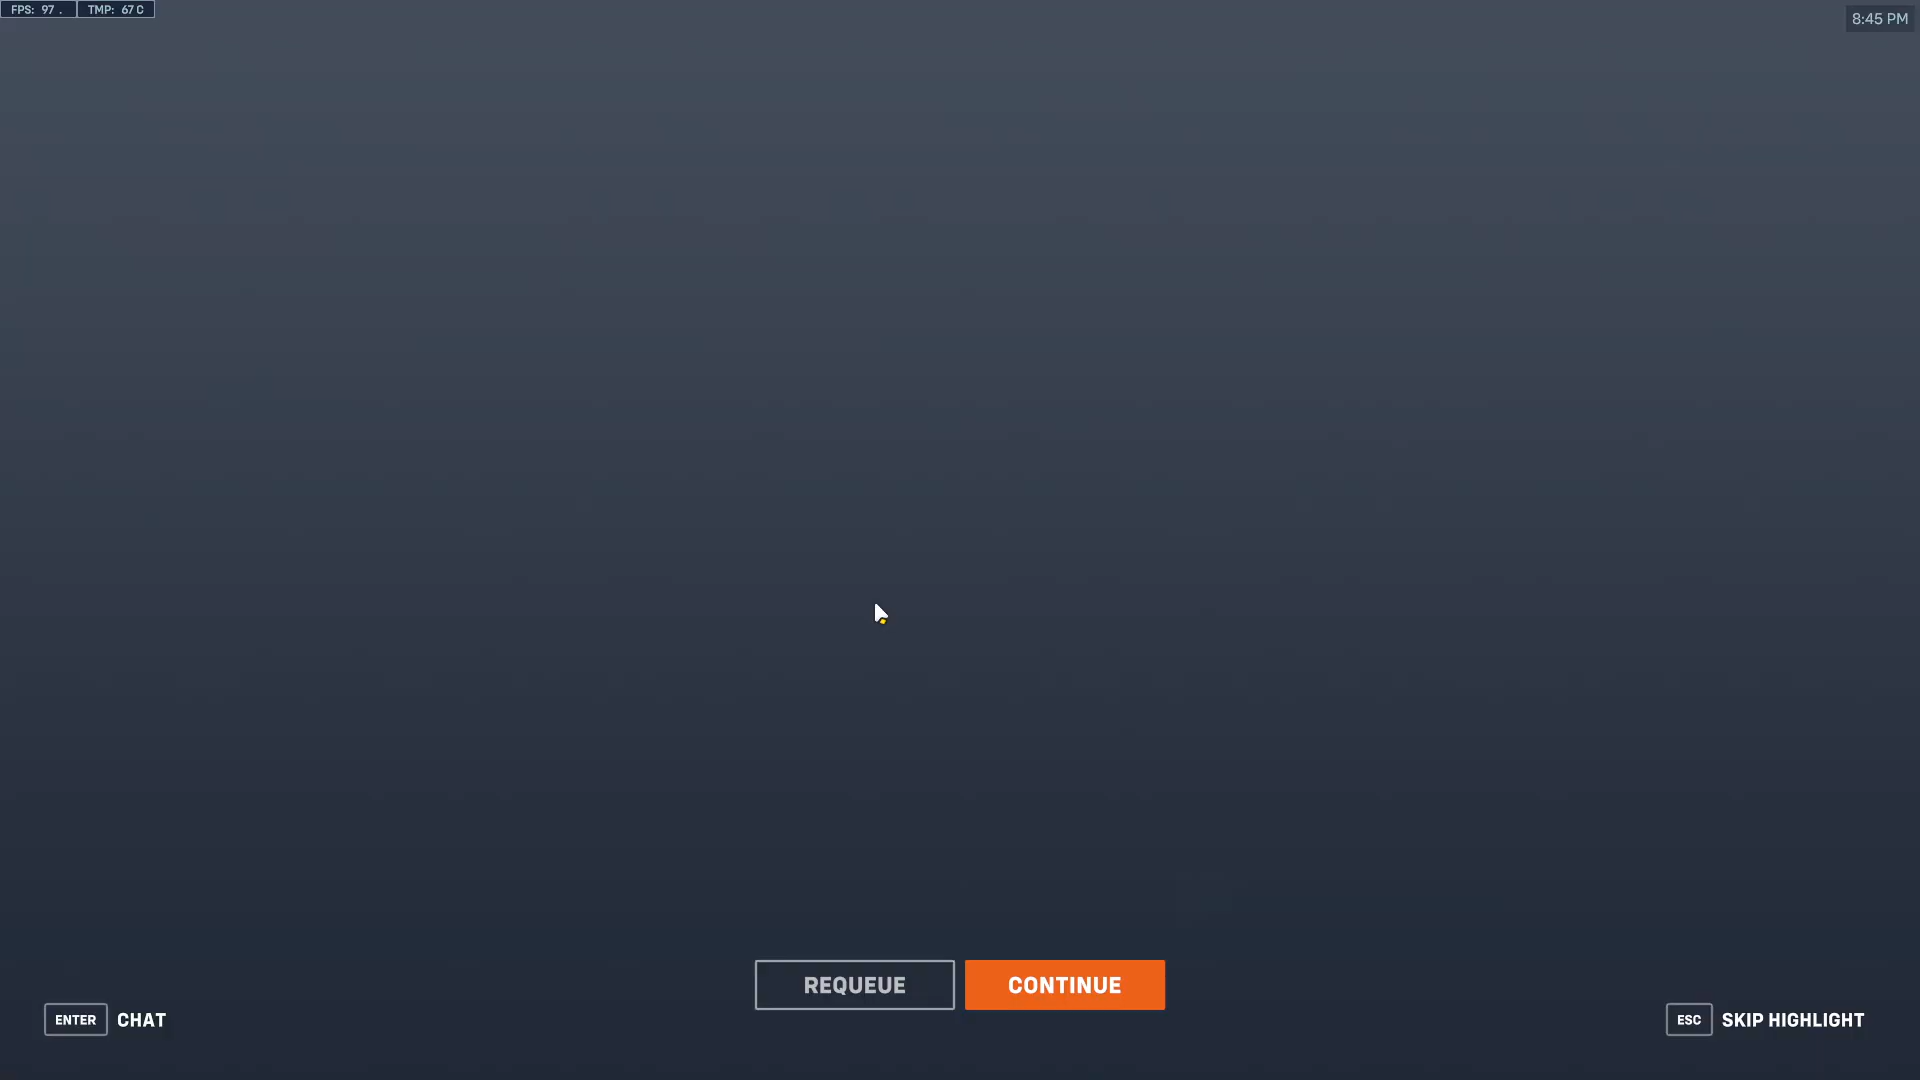 FPS: 97 . TMP: 67 C
8:45 PM
REQUEUE CONTINUE
ENTER CHAT
ESC SKIP HIGHLIGHT